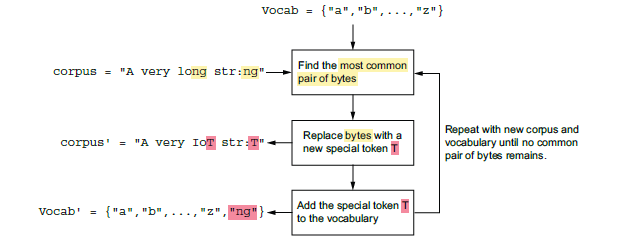 Vocab = {"a","b",...,"z"}
Find the most common
pair of bytes
corpus = "A very long str:ng"
Replace bytes with a
new special token T
corpus' = "A very IoT str:T"
Repeat with new corpus and
vocabulary until no common
pair of bytes remains.
Add the special token T
to the vocabulary
Vocab' = {"a","b",...,"z","ng"}